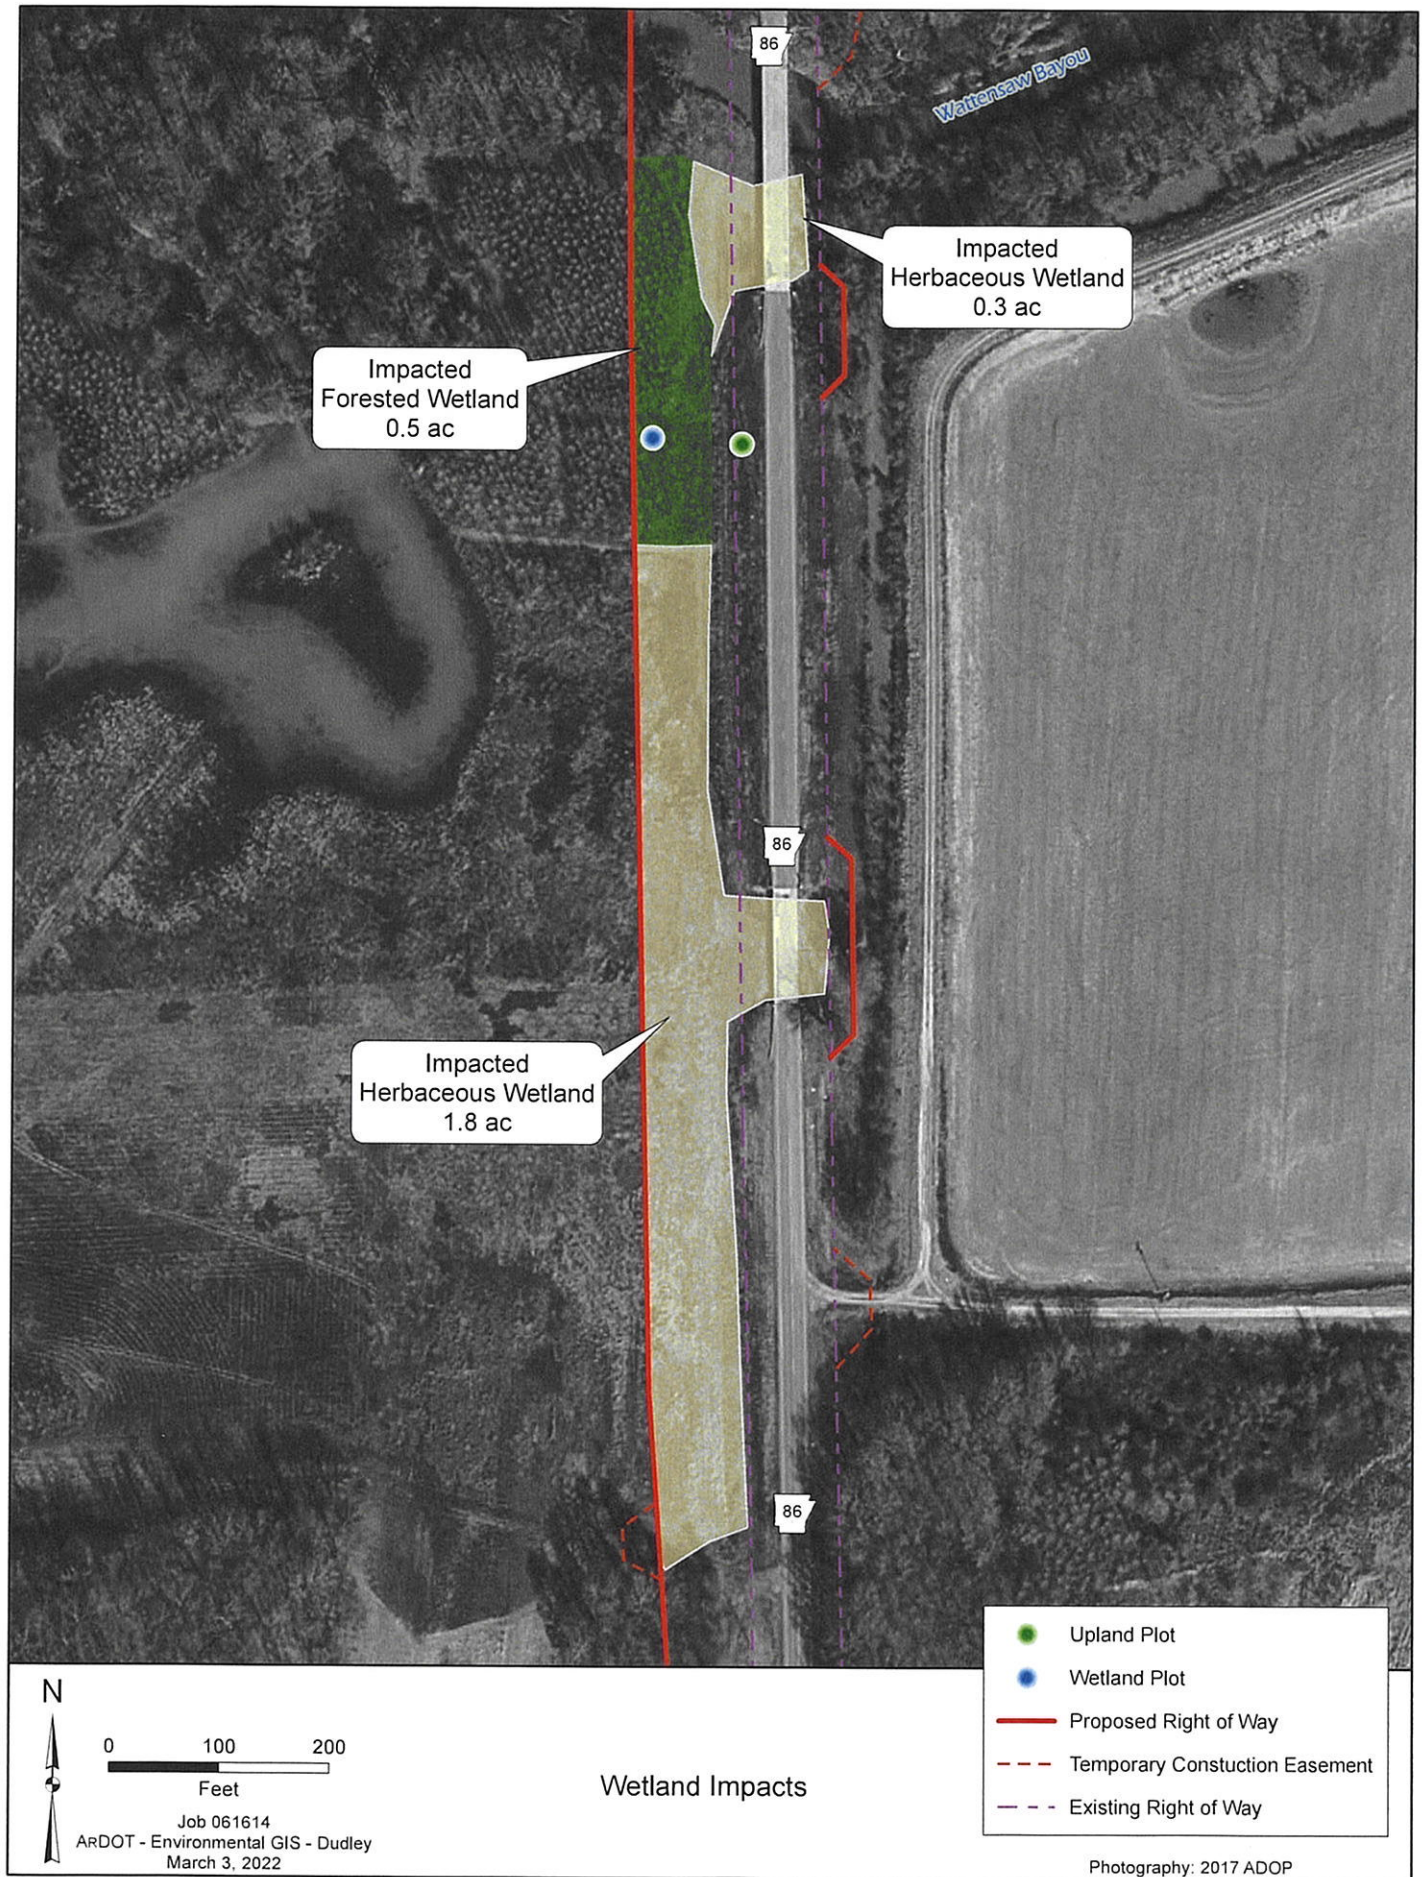 86
Wattensaw Bayou
Impacted
Herbaceous Wetland
0.3 ac
Impacted
Forested Wetland
0.5 ac
86
Impacted
Herbaceous Wetland
1.8 ac
86
Upland Plot
Wetland Plot
Proposed Right of Way
Temporary Constuction Easement
Existing Right of Way
N
0 100 200
Feet
Job 061614
ARDOT - Environmental GIS - Dudley
March 3, 2022
Wetland Impacts
Photography: 2017 ADOP